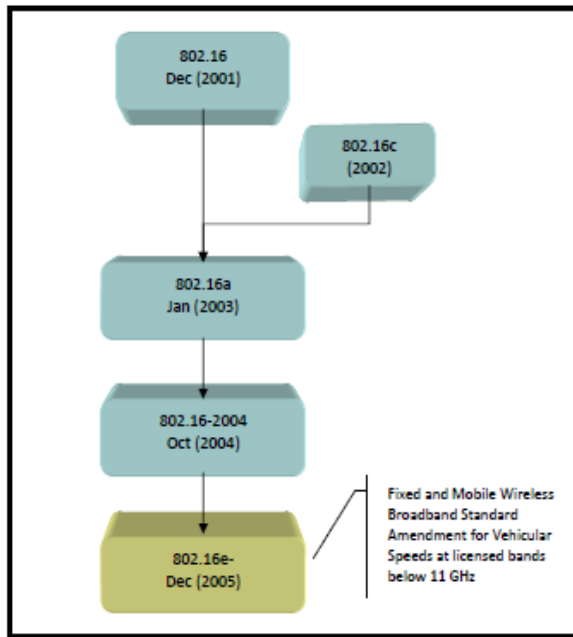 802.16
Dec (2001)
802.16c
(2002)
802.16a
Jan (2003)
802.16-2004
Oct (2004)
802.16e-
Dec (2005)
Fixed and Mobile Wireless
Broadband Standard
Amendment for Vehicular
Speeds at licensed bands
below 11 GHz